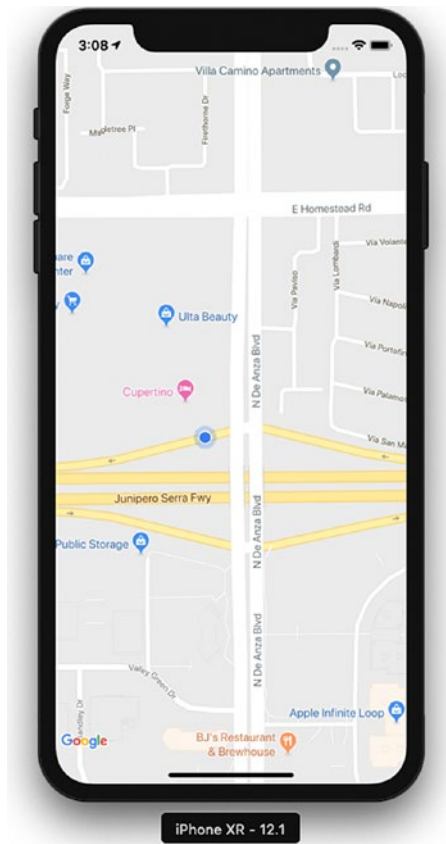 3:08
Villa Camino Apartments
Forge Way
Firethorne Dr
E Homestead Rd
Via Volante
Via Lombardi
Via Paviso
Via Napoli
Ulta Beauty
N De Anza Blvd
Via Portofino
Cupertino
Via Palamos
Junipero Serra Fwy
N De Anza Blvd
Public Storage
N De Anza Blvd
Valley Green Dr
Apple Infinite Loop
Google
BJ's Restaurant
& Brewhouse
iPhone XR - 12.1